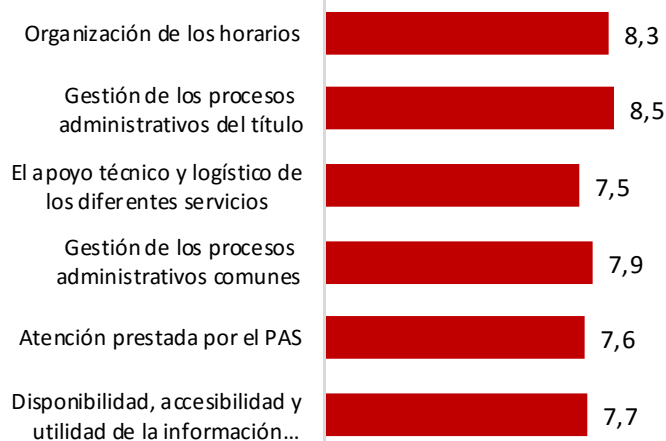 Organización de los horarios
8,3
Gestión de los procesos
administrativos del título
8,5
El apoyo técnico y logístico de
los diferentes servicios
7,5
Gestión de los procesos
administrativos comunes
7,9
Atención prestada por el PAS
7,6
Disponibilidad, accesibilidad y
utilidad de la información...
7,7